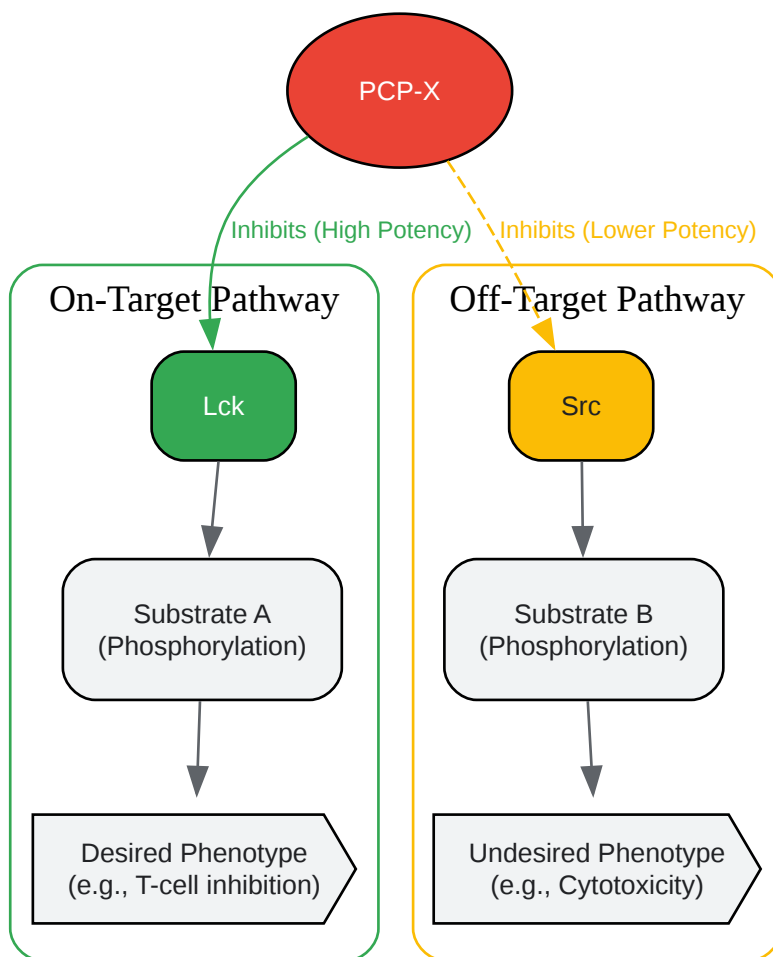 PCP-X
Inhibits (High Potency)
Inhibits (Lower Potency)
On-Target Pathway
Off-Target Pathway
Lck
Src
Substrate A
(Phosphorylation)
Substrate B
(Phosphorylation)
Desired Phenotype
(e.g., T-cell inhibition)
Undesired Phenotype
(e.g., Cytotoxicity)